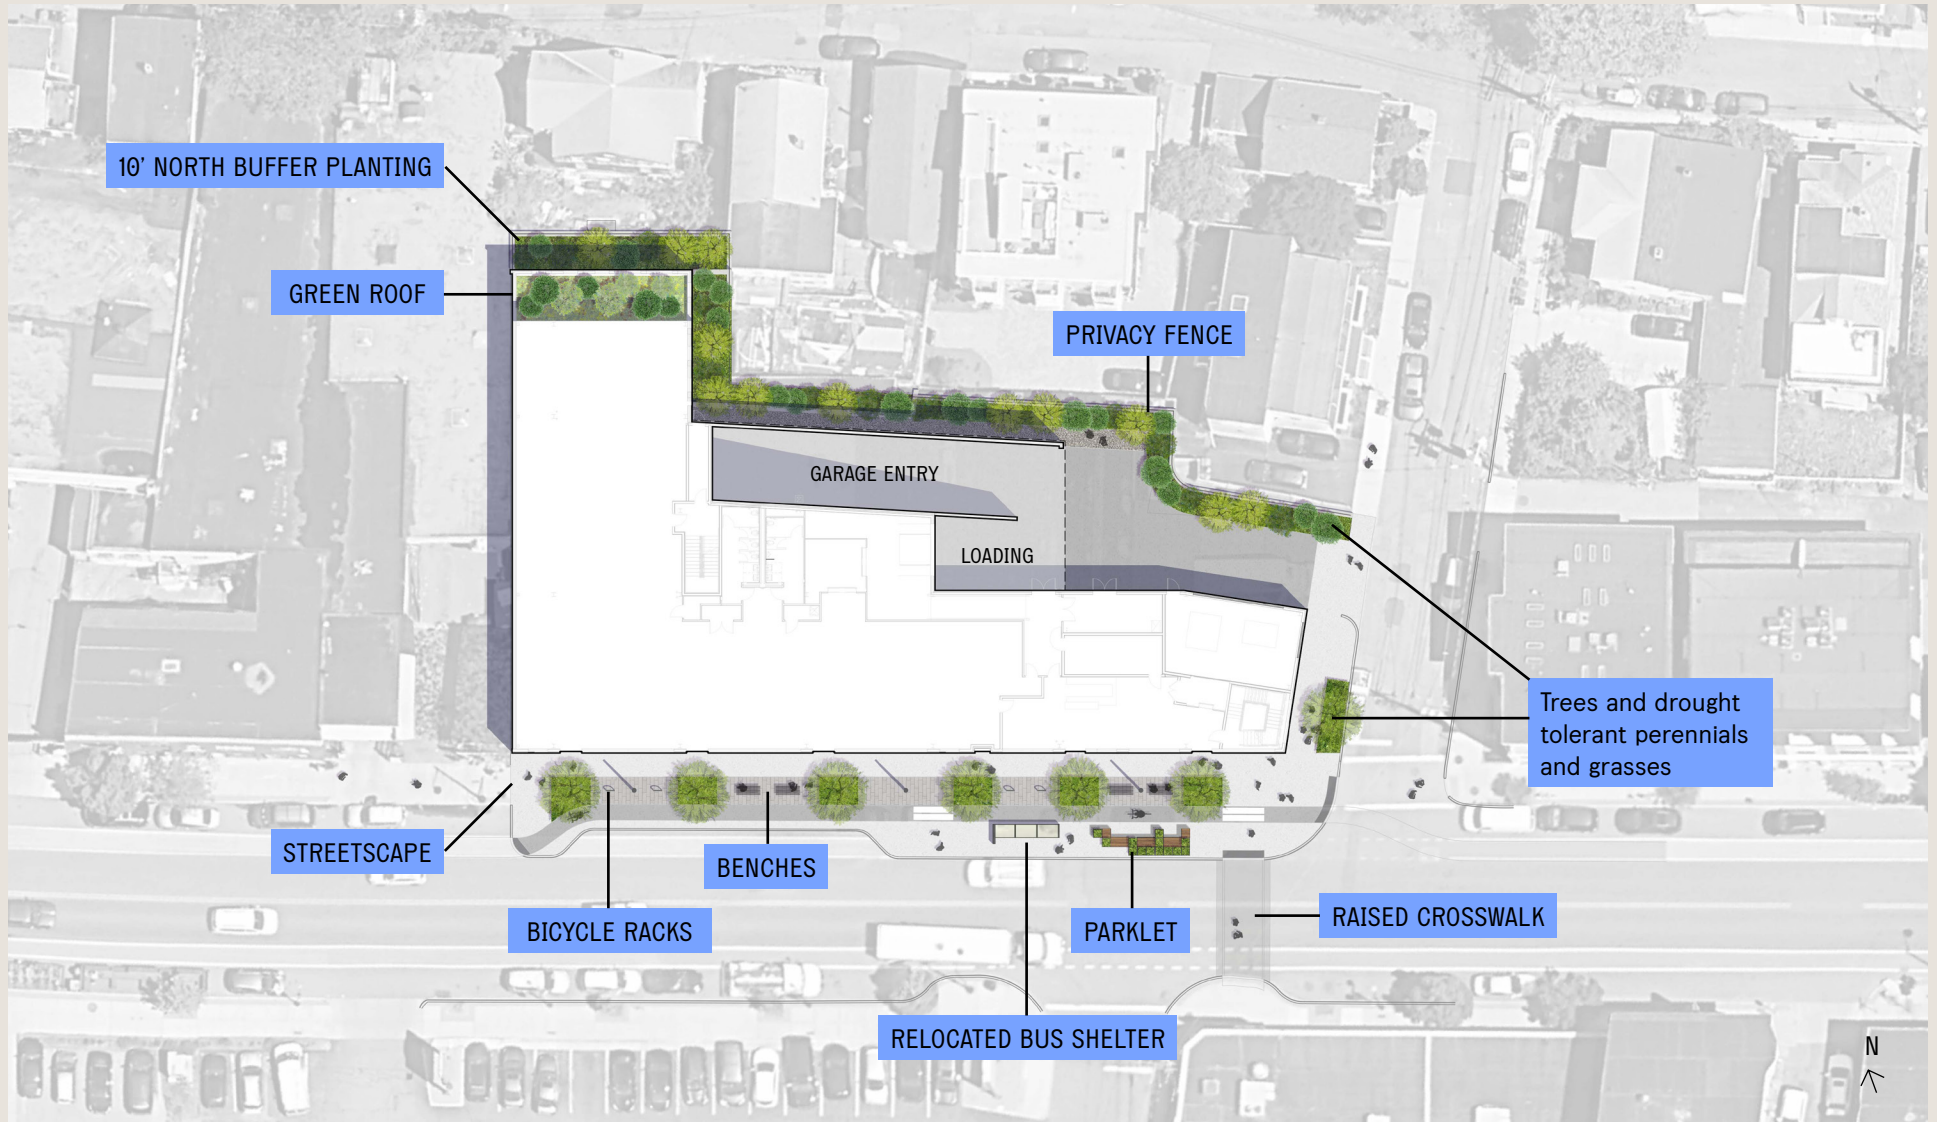 10' NORTH BUFFER PLANTING
GREEN ROOF
PRIVACY FENCE
GARAGE ENTRY
LOADING
Trees and drought
tolerant perennials
and grasses
STREETSCAPE
BENCHES
BICYCLE RACKS
PARKLET
RAISED CROSSWALK
RELOCATED BUS SHELTER
N